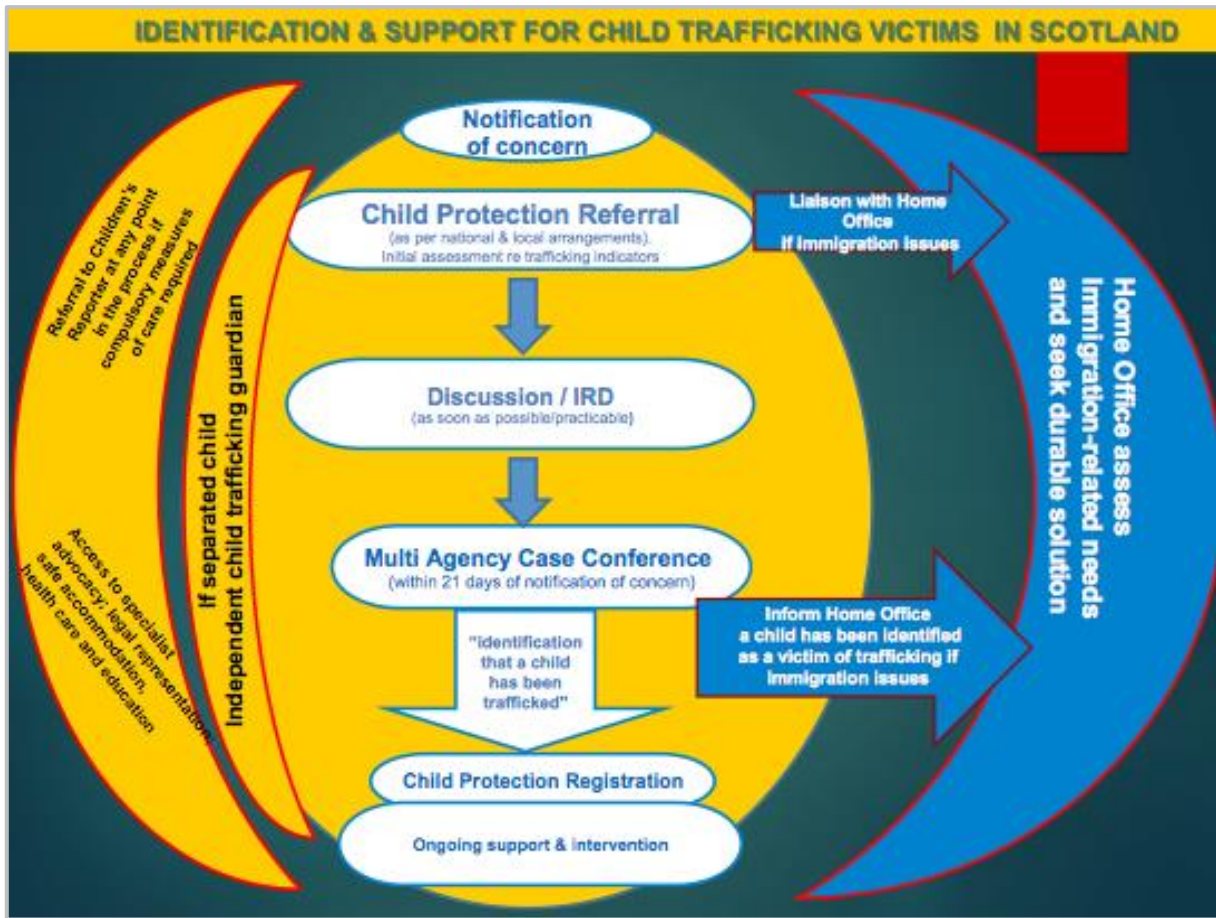 IDENTIFICATION & SUPPORT FOR CHILD TRAFFICKING VICTIMS IN SCOTLAND
Notification
of concern
Child Protection Referral
(as per national & local arrangements).
Initial assessment re trafficking indicators
Liaison with Home
Office
if immigration issues
Referral to Children's
Reporter at any point
in the process if
compulsory measures
of care required
If separated child
Independent child trafficking guardian
Discussion / IRD
(as soon as possible/practicable)
Home Office assess
Immigration-related needs
and seek durable solution
Access to specialist
advocacy; legal representation,
safe accommodation,
health care and education
Multi Agency Case Conference
(within 21 days of notification of concern)
"identification
that a child
has been
trafficked"
Inform Home Office
a child has been identified
as a victim of trafficking if
immigration issues
Child Protection Registration
Ongoing support & intervention